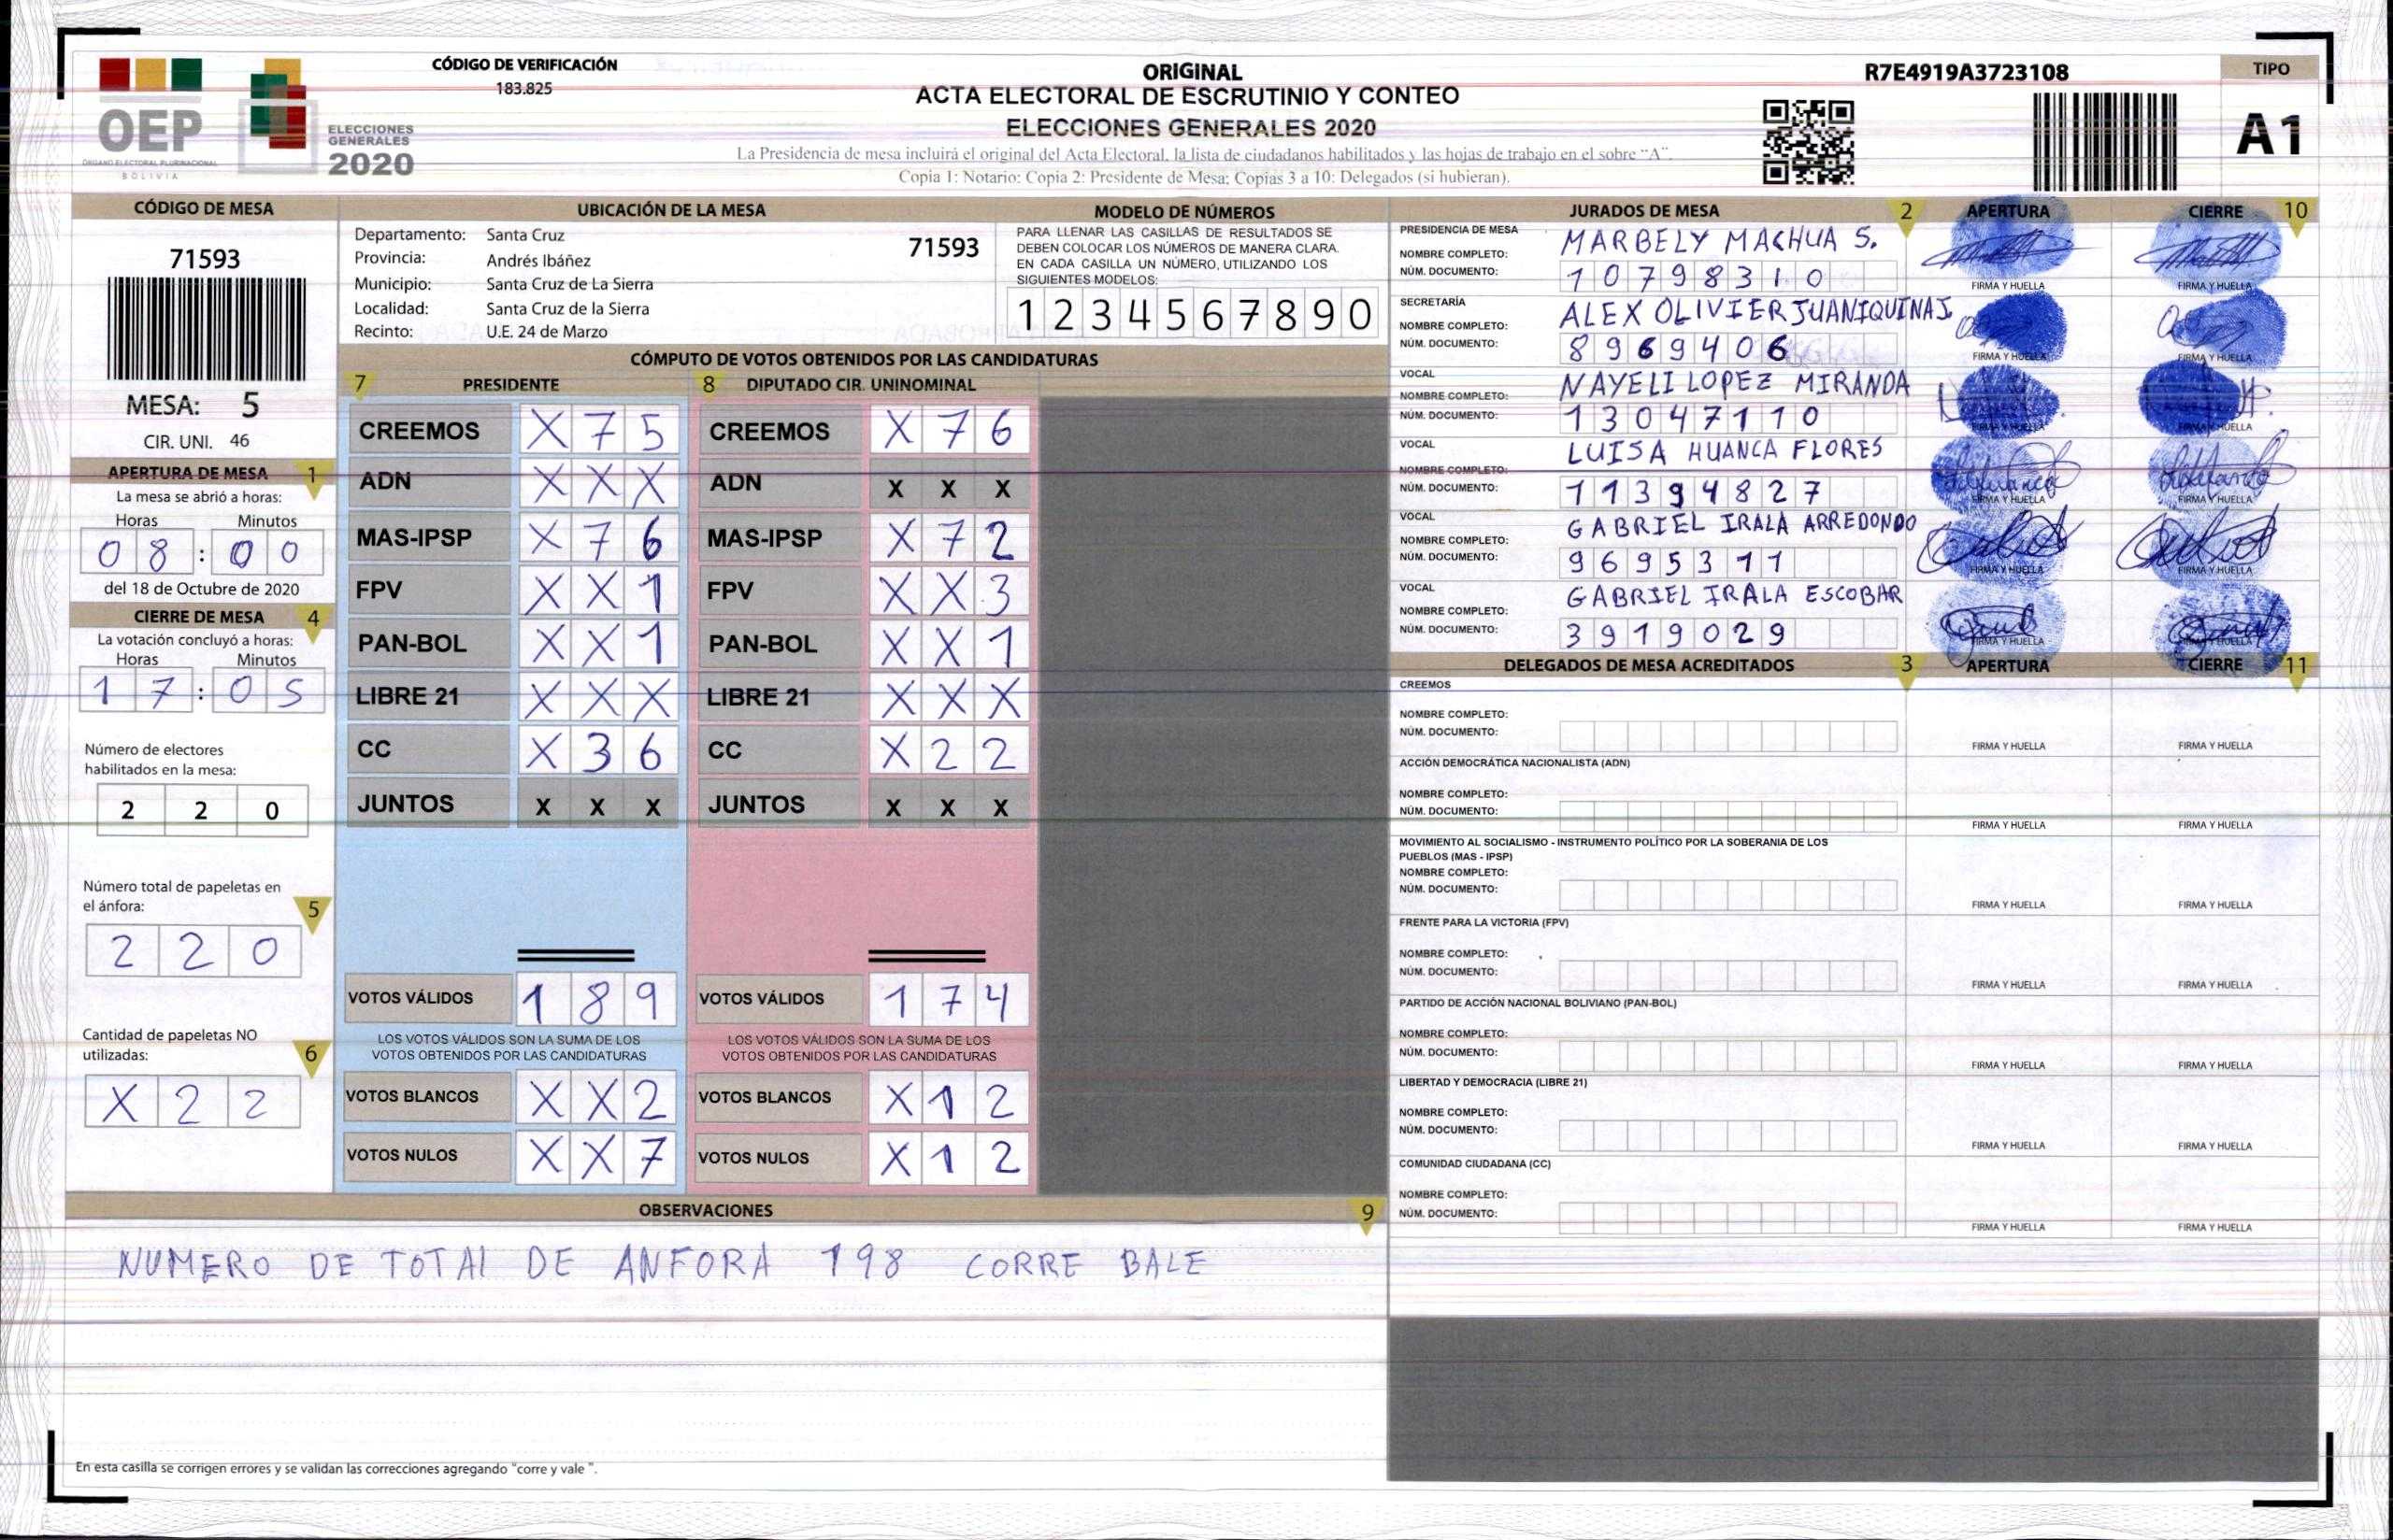 CÓDIGO DE VERIFICACIÓN
183.825
OEP
ÓRGANO ELECTORAL PLURINACIONAL
BOLIVIA
ELECCIONES
GENERALES
2020
ORIGINAL
ACTA ELECTORAL DE ESCRUTINIO Y CONTEO
ELECCIONES GENERALES 2020
La Presidencia de mesa incluirá el original del Acta Electoral, la lista de ciudadanos habilitados y las hojas de trabajo en el sobre "A".
Copia 1: Notario; Copia 2: Presidente de Mesa; Copias 3 a 10: Delegados (si hubieran).
R7E4919A3723108
TIPO
A1
CÓDIGO DE MESA
71593
MESA: 5
CIR. UNI. 46
UBICACIÓN DE LA MESA
Departamento: Santa Cruz
71593
Provincia: Andrés Ibáñez
Municipio: Santa Cruz de La Sierra
Localidad: Santa Cruz de la Sierra
Recinto: U.E. 24 de Marzo
MODELO DE NÚMEROS
PARA LLENAR LAS CASILLAS DE RESULTADOS SE
DEBEN COLOCAR LOS NÚMEROS DE MANERA CLARA.
EN CADA CASILLA UN NÚMERO, UTILIZANDO LOS
SIGUIENTES MODELOS:
1 2 3 4 5 6 7 8 9 0
APERTURA DE MESA 1
La mesa se abrió a horas:
Horas Minutos
0 8 : 0 0
del 18 de Octubre de 2020
CIERRE DE MESA 4
La votación concluyó a horas:
Horas Minutos
1 7 : 0 5
Número de electores
habilitados en la mesa:
2 2 0
Número total de papeletas en
el ánfora:
5
2 2 0
Cantidad de papeletas NO
utilizadas:
6
X 2 2
CÓMPUTO DE VOTOS OBTENIDOS POR LAS CANDIDATURAS
7 PRESIDENTE
CREEMOS X 7 5
ADN X X X
MAS-IPSP X 7 6
FPV X X 1
PAN-BOL X X 1
LIBRE 21 X X X
CC X 3 6
JUNTOS X X X
VOTOS VÁLIDOS 1 8 9
LOS VOTOS VÁLIDOS SON LA SUMA DE LOS
VOTOS OBTENIDOS POR LAS CANDIDATURAS
VOTOS BLANCOS X X 2
VOTOS NULOS X X 7
8 DIPUTADO CIR. UNINOMINAL
CREEMOS X 7 6
ADN X X X
MAS-IPSP X 7 2
FPV X X 3
PAN-BOL X X 1
LIBRE 21 X X X
CC X 2 2
JUNTOS X X X
VOTOS VÁLIDOS 1 7 4
LOS VOTOS VÁLIDOS SON LA SUMA DE LOS
VOTOS OBTENIDOS POR LAS CANDIDATURAS
VOTOS BLANCOS X 1 2
VOTOS NULOS X 1 2
OBSERVACIONES 9
NUMERO DE TOTAL DE ANFORA 198 CORRE BALE
En esta casilla se corrigen errores y se validan las correcciones agregando "corre y vale ".
JURADOS DE MESA 2 APERTURA CIERRE 10
PRESIDENCIA DE MESA
NOMBRE COMPLETO: MARBELY MACHUA S.
NÚM. DOCUMENTO: 1 0 7 9 8 3 1 0
FIRMA Y HUELLA FIRMA Y HUELLA
SECRETARÍA
NOMBRE COMPLETO: ALEX OLIVIER JUANIQUINA J
NÚM. DOCUMENTO: 8 9 6 9 4 0 6
FIRMA Y HUELLA FIRMA Y HUELLA
VOCAL
NOMBRE COMPLETO: NAYELI LOPEZ MIRANDA
NÚM. DOCUMENTO: 1 3 0 4 7 1 1 0
FIRMA Y HUELLA FIRMA Y HUELLA
VOCAL
NOMBRE COMPLETO: LUISA HUANCA FLORES
NÚM. DOCUMENTO: 1 1 3 9 4 8 2 7
FIRMA Y HUELLA FIRMA Y HUELLA
VOCAL
NOMBRE COMPLETO: GABRIEL IRALA ARREDONDO
NÚM. DOCUMENTO: 9 6 9 5 3 1 1
FIRMA Y HUELLA FIRMA Y HUELLA
VOCAL
NOMBRE COMPLETO: GABRIEL IRALA ESCOBAR
NÚM. DOCUMENTO: 3 9 1 9 0 2 9
FIRMA Y HUELLA FIRMA Y HUELLA
DELEGADOS DE MESA ACREDITADOS 3 APERTURA CIERRE 11
CREEMOS
NOMBRE COMPLETO:
NÚM. DOCUMENTO:
FIRMA Y HUELLA FIRMA Y HUELLA
ACCIÓN DEMOCRÁTICA NACIONALISTA (ADN)
NOMBRE COMPLETO:
NÚM. DOCUMENTO:
FIRMA Y HUELLA FIRMA Y HUELLA
MOVIMIENTO AL SOCIALISMO - INSTRUMENTO POLÍTICO POR LA SOBERANIA DE LOS
PUEBLOS (MAS - IPSP)
NOMBRE COMPLETO:
NÚM. DOCUMENTO:
FIRMA Y HUELLA FIRMA Y HUELLA
FRENTE PARA LA VICTORIA (FPV)
NOMBRE COMPLETO:
NÚM. DOCUMENTO:
FIRMA Y HUELLA FIRMA Y HUELLA
PARTIDO DE ACCIÓN NACIONAL BOLIVIANO (PAN-BOL)
NOMBRE COMPLETO:
NÚM. DOCUMENTO:
FIRMA Y HUELLA FIRMA Y HUELLA
LIBERTAD Y DEMOCRACIA (LIBRE 21)
NOMBRE COMPLETO:
NÚM. DOCUMENTO:
FIRMA Y HUELLA FIRMA Y HUELLA
COMUNIDAD CIUDADANA (CC)
NOMBRE COMPLETO:
NÚM. DOCUMENTO:
FIRMA Y HUELLA FIRMA Y HUELLA